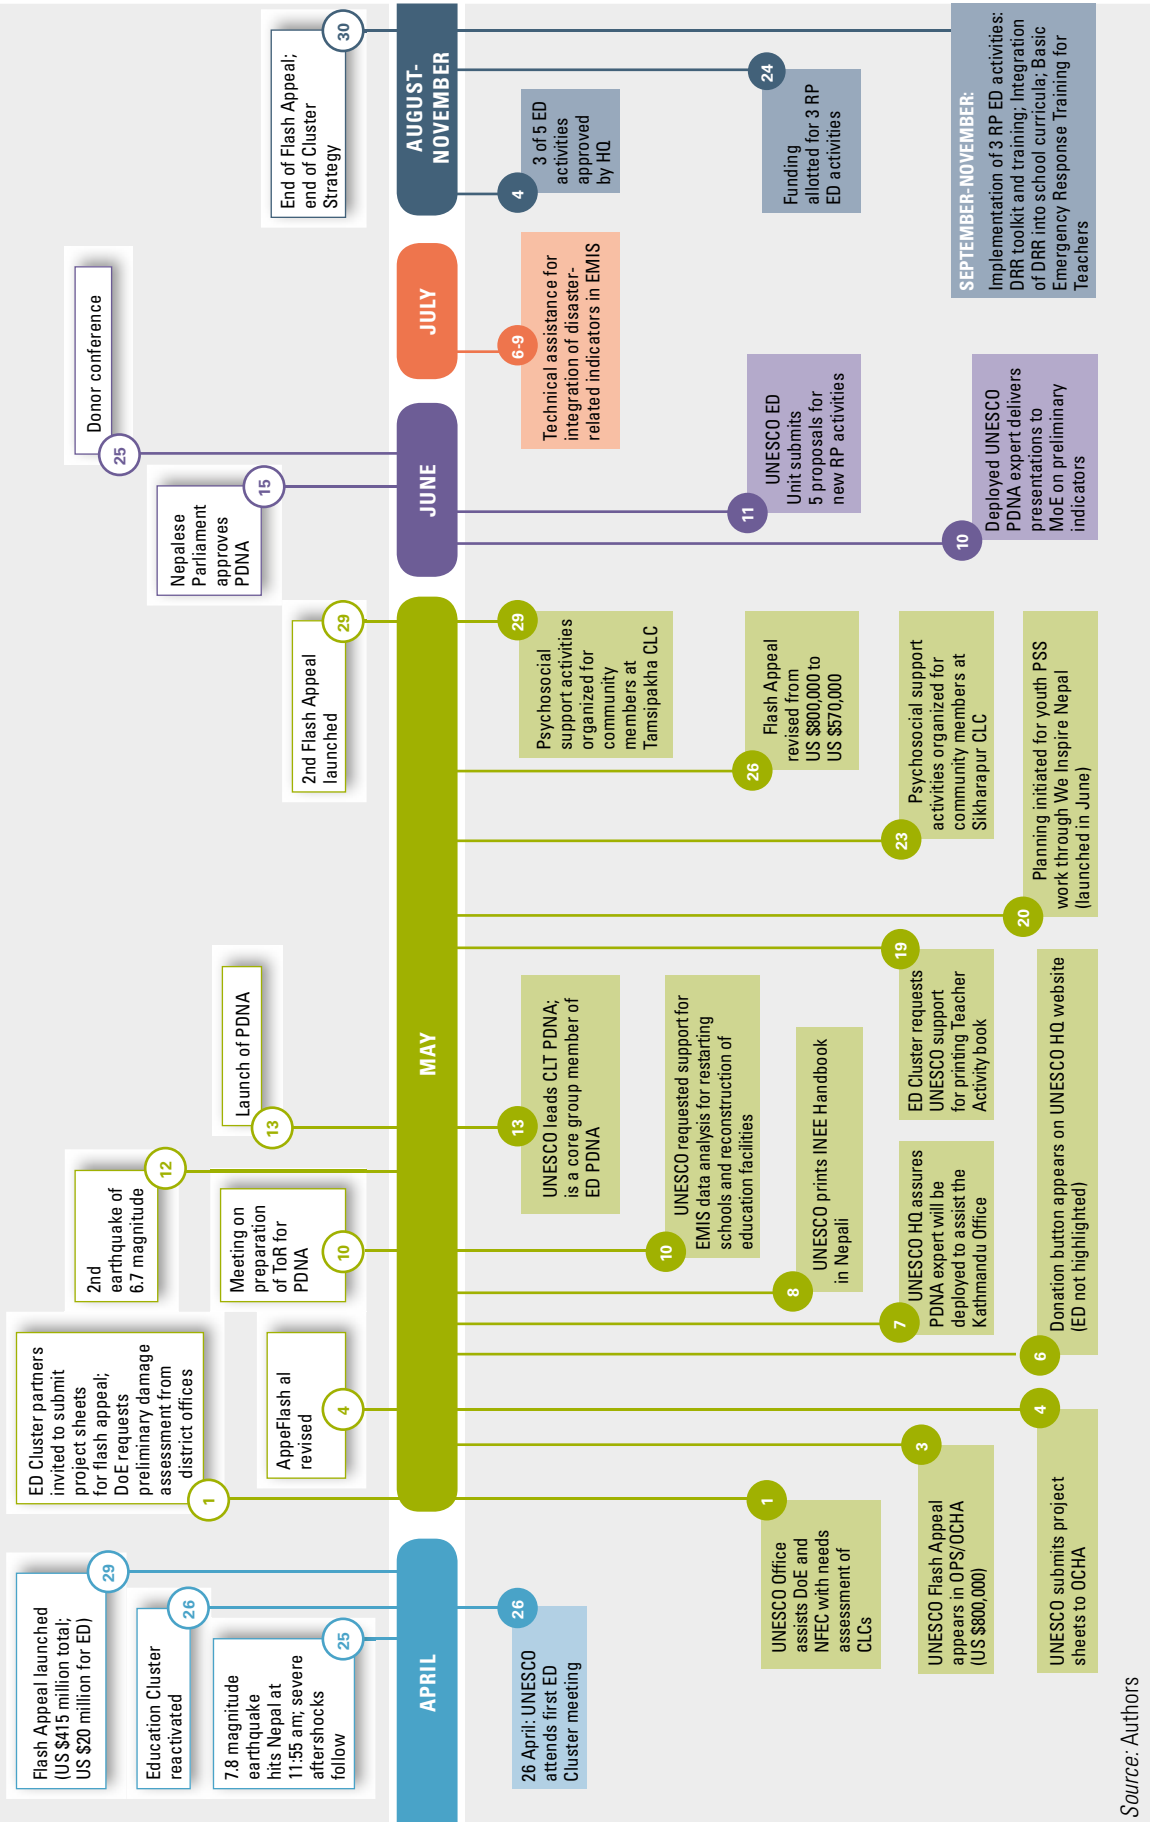 Flash Appeal launched
(US $415 million total;
US $20 million for ED)
29
Education Cluster
reactivated
26
7.8 magnitude
earthquake
hits Nepal at
11:55 am; severe
aftershocks
follow
25
ED Cluster partners
invited to submit
project sheets
for flash appeal;
DoE requests
preliminary damage
assessment from
district offices
1
AppeFlash al
revised
4
2nd
earthquake of
6.7 magnitude
12
Meeting on
preparation
of ToR for
PDNA
10
Launch of PDNA
13
2nd Flash Appeal
launched
29
Nepalese
Parliament
approves
PDNA
15
Donor conference
25
End of Flash Appeal;
end of Cluster
Strategy
30
APRIL
MAY
JUNE
JULY
AUGUST-
NOVEMBER
26
26 April: UNESCO
attends first ED
Cluster meeting
1
UNESCO Office
assists DoE and
NFEC with needs
assessment of
CLCs
3
UNESCO Flash Appeal
appears in OPS/OCHA
(US $800,000)
4
UNESCO submits project
sheets to OCHA
6
Donation button appears on UNESCO HQ website
(ED not highlighted)
7
UNESCO HQ assures
PDNA expert will be
deployed to assist the
Kathmandu Office
8
UNESCO prints INEE Handbook
in Nepali
10
UNESCO requested support for
EMIS data analysis for restarting
schools and reconstruction of
education facilities
13
UNESCO leads CLT PDNA;
is a core group member of
ED PDNA
19
ED Cluster requests
UNESCO support
for printing Teacher
Activity book
20
Planning initiated for youth PSS
work through We Inspire Nepal
(launched in June)
23
Psychosocial support
activities organized for
community members at
Sikharapur CLC
26
Flash Appeal
revised from
US $800,000 to
US $570,000
29
Psychosocial
support activities
organized for
community
members at
Tamsipakha CLC
10
Deployed UNESCO
PDNA expert delivers
presentations to
MoE on preliminary
indicators
11
UNESCO ED
Unit submits
5 proposals for
new RP activities
6-9
Technical assistance for
integration of disaster-
related indicators in EMIS
4
3 of 5 ED
activities
approved
by HQ
24
Funding
allotted for 3 RP
ED activities
SEPTEMBER-NOVEMBER:
Implementation of 3 RP ED activities:
DRR toolkit and training; Integration
of DRR into school curricula; Basic
Emergency Response Training for
Teachers
Source: Authors